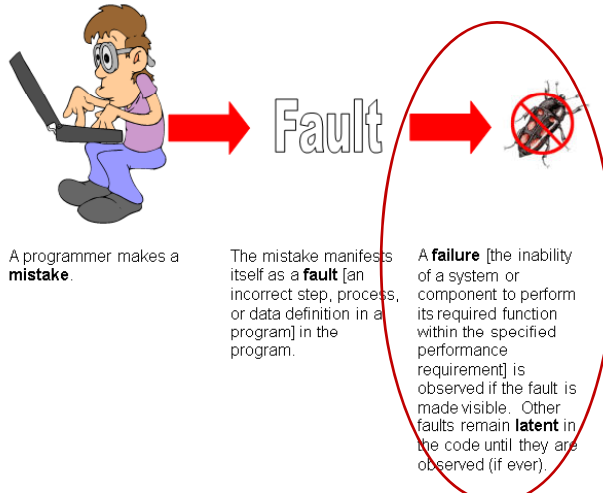 Fault
A programmer makes a
mistake.
The mistake manifests
itself as a fault [an
incorrect step, process,
or data definition in a
program] in the
program.
A failure [the inability
of a system or
component to perform
its required function
within the specified
performance
requirement] is
observed if the fault is
made visible. Other
faults remain latent in
the code until they are
observed (if ever).